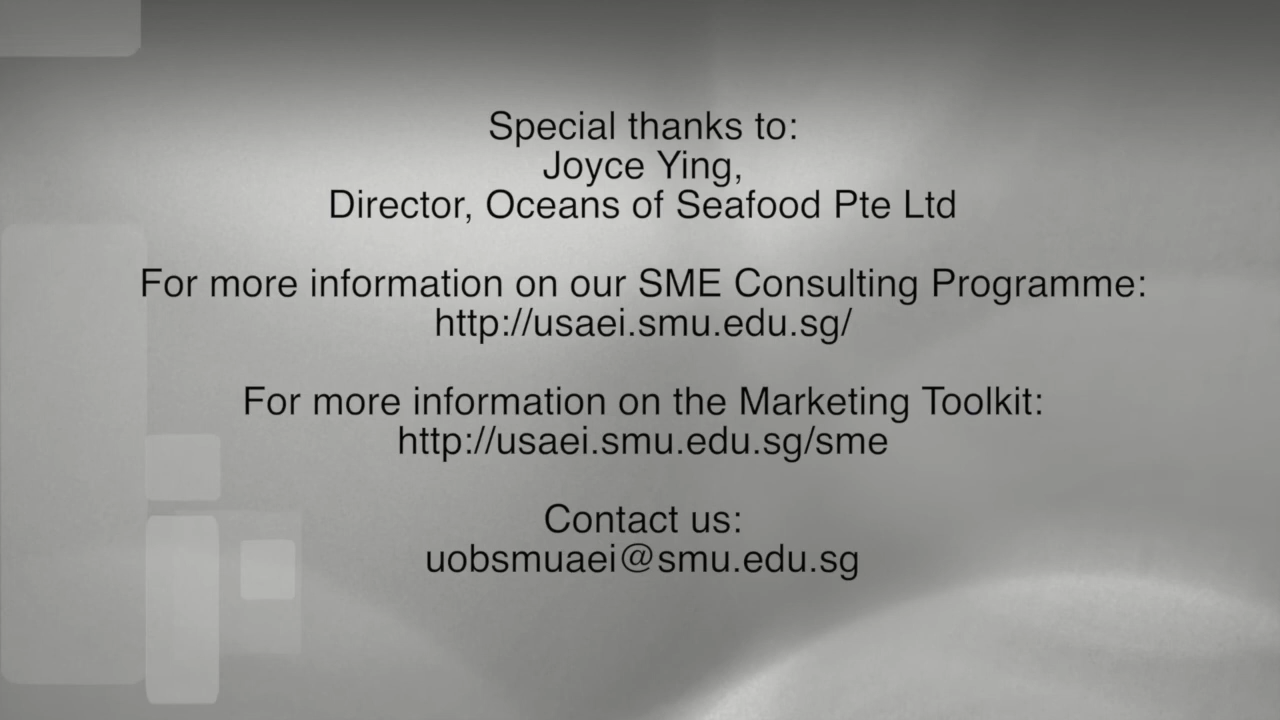 Special thanks to:
Joyce Ying,
Director, Oceans of Seafood Pte Ltd
For more information on our SME Consulting Programme:
http://usaei.smu.edu.sg/
For more information on the Marketing Toolkit:
http://usaei.smu.edu.sg/sme
Contact us:
uobsmuaei@smu.edu.sg